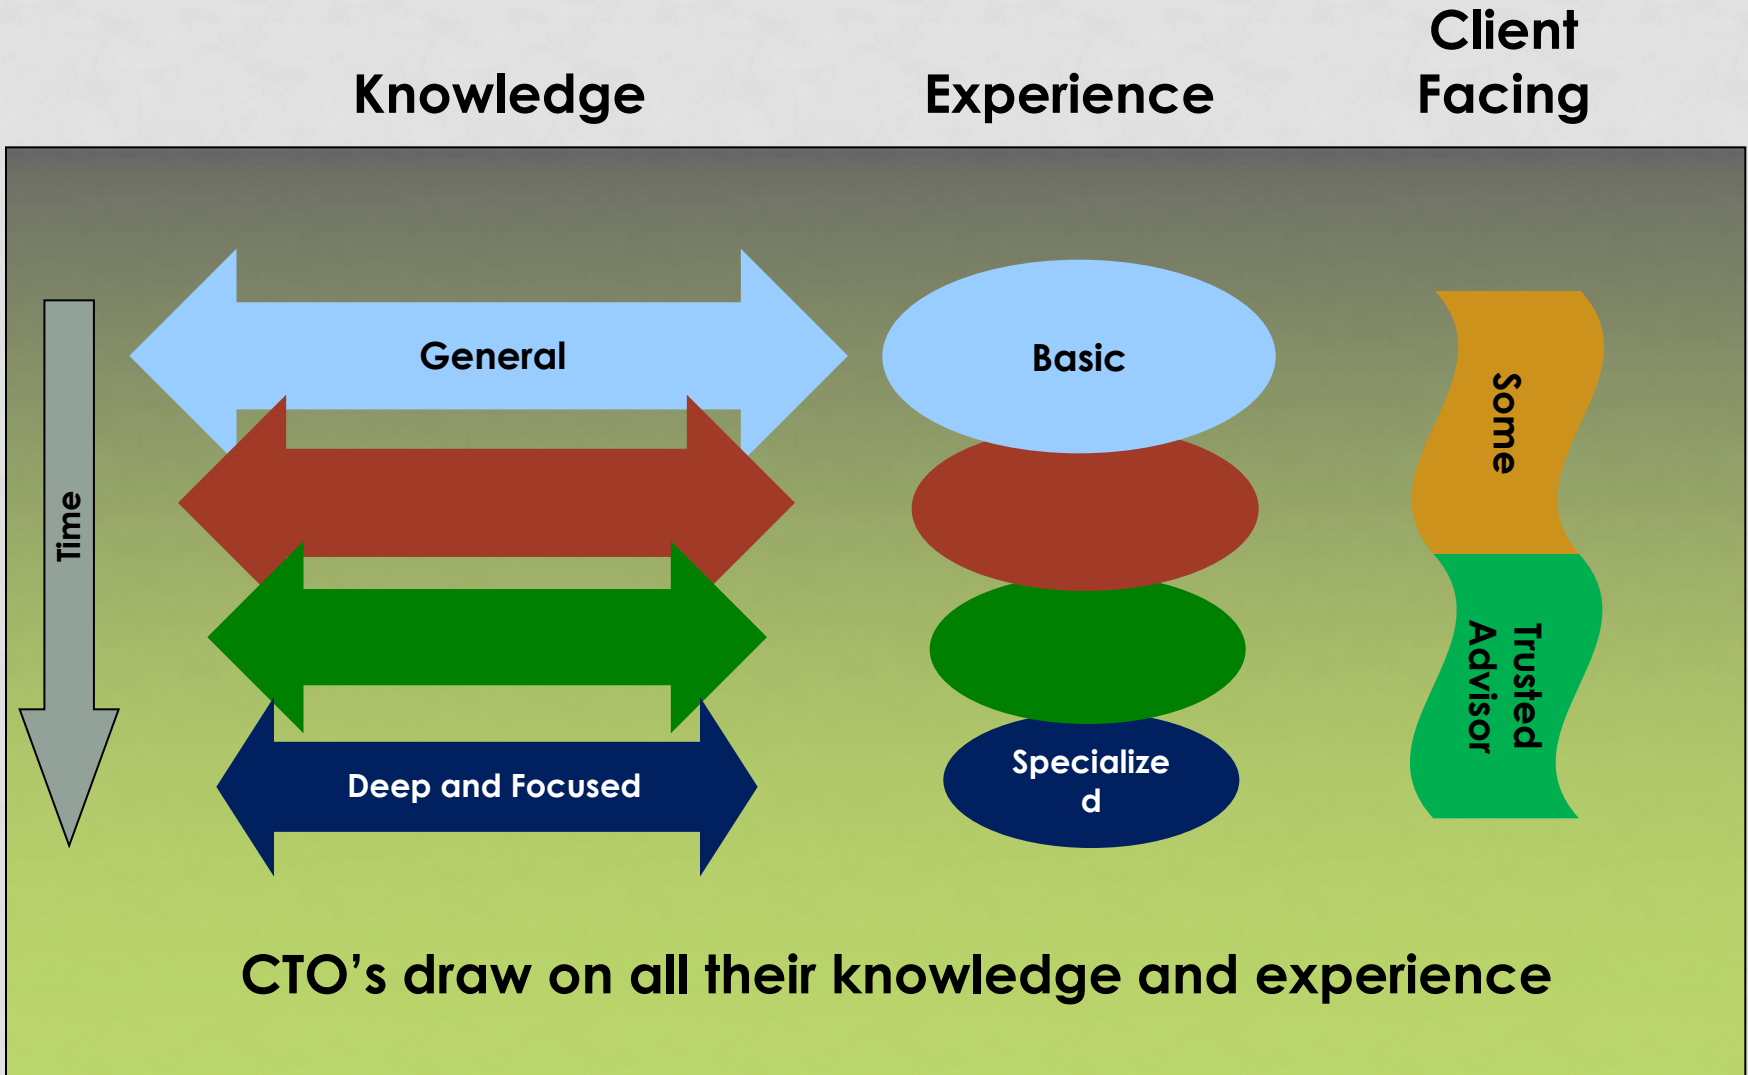 Client
Knowledge Experience Facing
General
Basic
Some
Time
Trusted
Advisor
Deep and Focused
Specialize
d
CTO’s draw on all their knowledge and experience